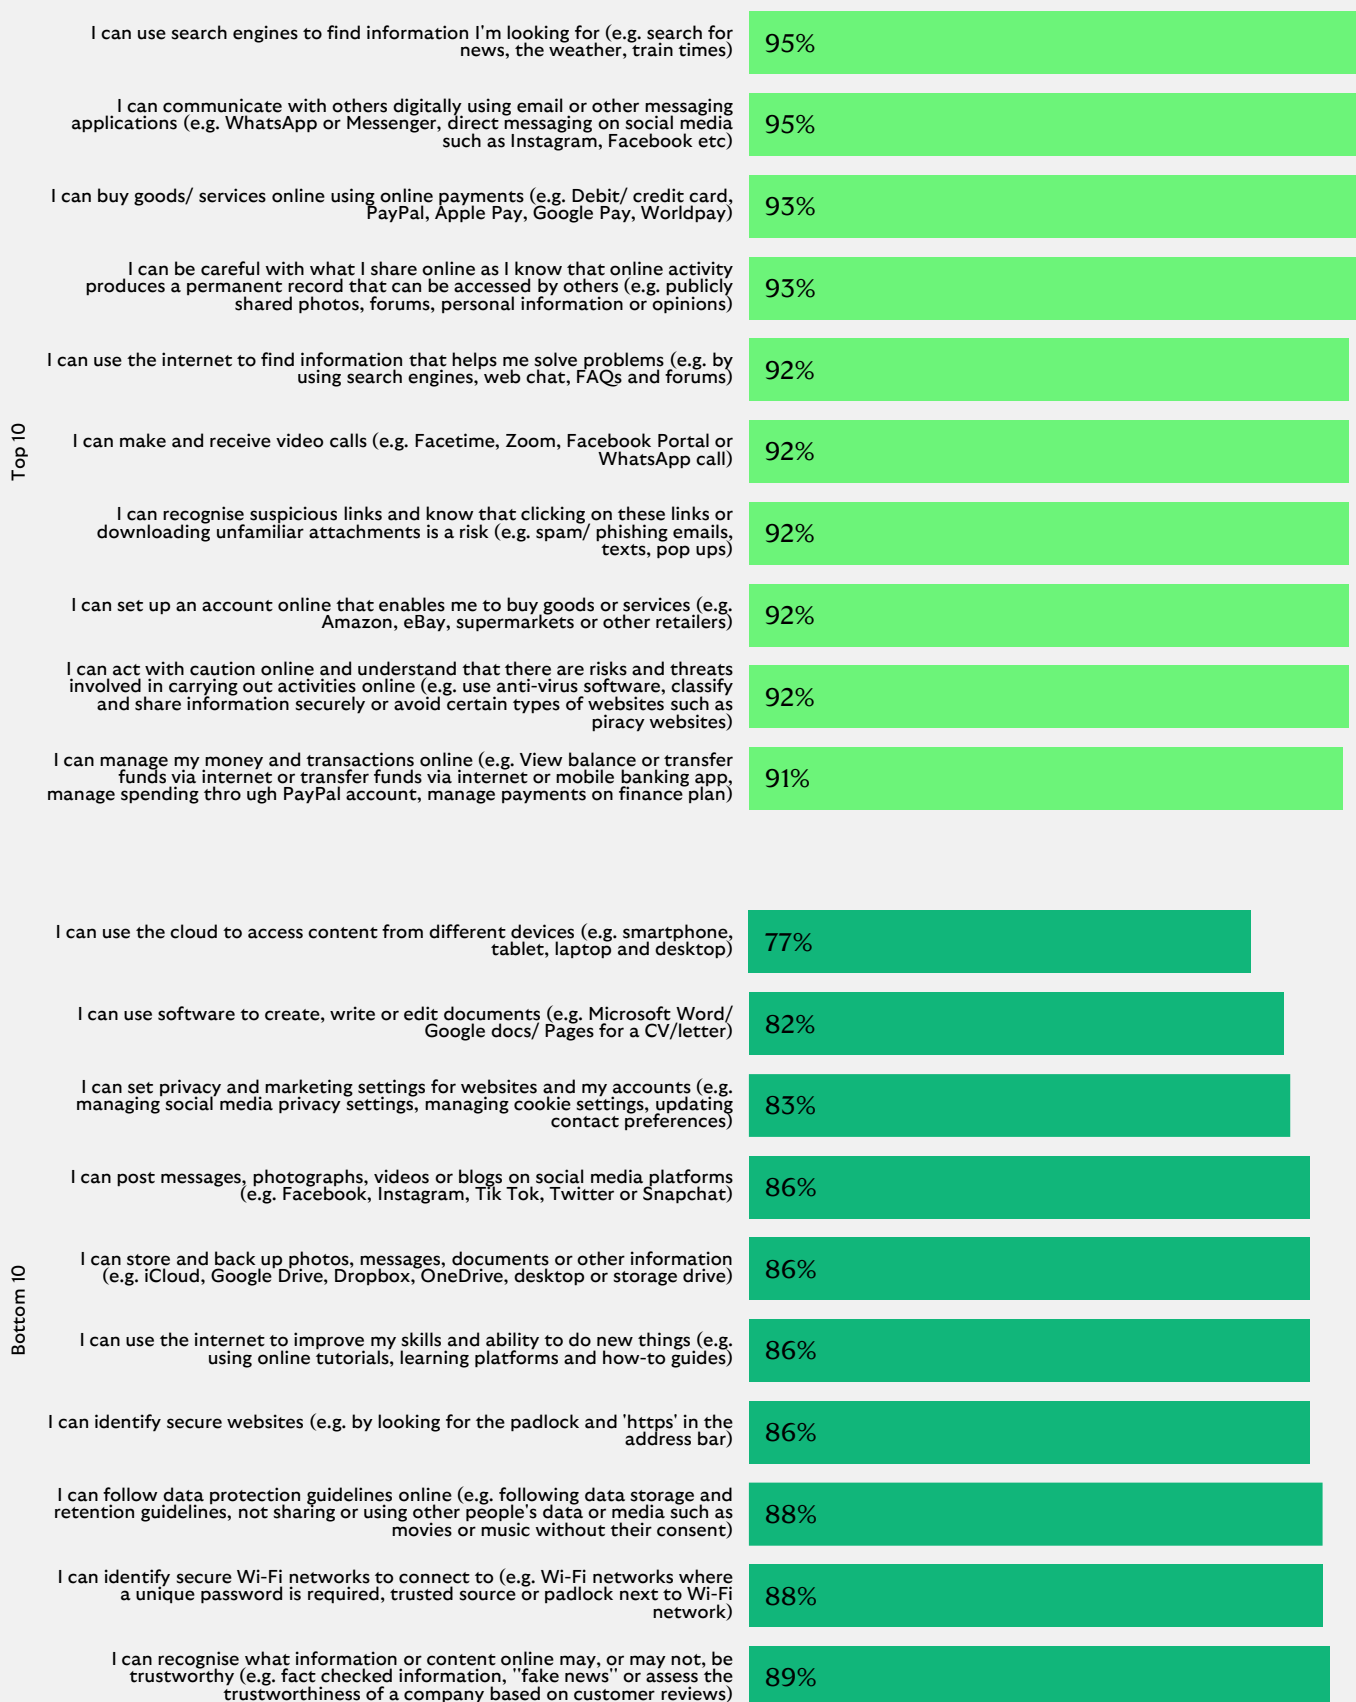 I can use search engines to find information I'm looking for (e.g. search for
news, the weather, train times)
95%
I can communicate with others digitally using email or other messaging
applications (e.g. WhatsApp or Messenger, direct messaging on social media
such as Instagram, Facebook etc)
95%
I can buy goods/ services online using online payments (e.g. Debit/ credit card,
PayPal, Apple Pay, Google Pay, Worldpay)
93%
I can be careful with what I share online as I know that online activity
produces a permanent record that can be accessed by others (e.g. publicly
shared photos, forums, personal information or opinions)
93%
I can use the internet to find information that helps me solve problems (e.g. by
using search engines, web chat, FAQs and forums)
92%
Top 10
I can make and receive video calls (e.g. Facetime, Zoom, Facebook Portal or
WhatsApp call)
92%
I can recognise suspicious links and know that clicking on these links or
downloading unfamiliar attachments is a risk (e.g. spam/ phishing emails,
texts, pop ups)
92%
I can set up an account online that enables me to buy goods or services (e.g.
Amazon, eBay, supermarkets or other retailers)
92%
I can act with caution online and understand that there are risks and threats
involved in carrying out activities online (e.g. use anti-virus software, classify
and share information securely or avoid certain types of websites such as
piracy websites)
92%
I can manage my money and transactions online (e.g. View balance or transfer
funds via internet or transfer funds via internet or mobile banking app,
manage spending thro ugh PayPal account, manage payments on finance plan)
91%
I can use the cloud to access content from different devices (e.g. smartphone,
tablet, laptop and desktop)
77%
I can use software to create, write or edit documents (e.g. Microsoft Word/
Google docs/ Pages for a CV/letter)
82%
I can set privacy and marketing settings for websites and my accounts (e.g.
managing social media privacy settings, managing cookie settings, updating
contact preferences)
83%
I can post messages, photographs, videos or blogs on social media platforms
(e.g. Facebook, Instagram, Tik Tok, Twitter or Snapchat)
86%
I can store and back up photos, messages, documents or other information
(e.g. iCloud, Google Drive, Dropbox, OneDrive, desktop or storage drive)
86%
Bottom 10
I can use the internet to improve my skills and ability to do new things (e.g.
using online tutorials, learning platforms and how-to guides)
86%
I can identify secure websites (e.g. by looking for the padlock and 'https' in the
address bar)
86%
I can follow data protection guidelines online (e.g. following data storage and
retention guidelines, not sharing or using other people's data or media such as
movies or music without their consent)
88%
I can identify secure Wi-Fi networks to connect to (e.g. Wi-Fi networks where
a unique password is required, trusted source or padlock next to Wi-Fi
network)
88%
I can recognise what information or content online may, or may not, be
trustworthy (e.g. fact checked information, "fake news" or assess the
trustworthiness of a company based on customer reviews)
89%